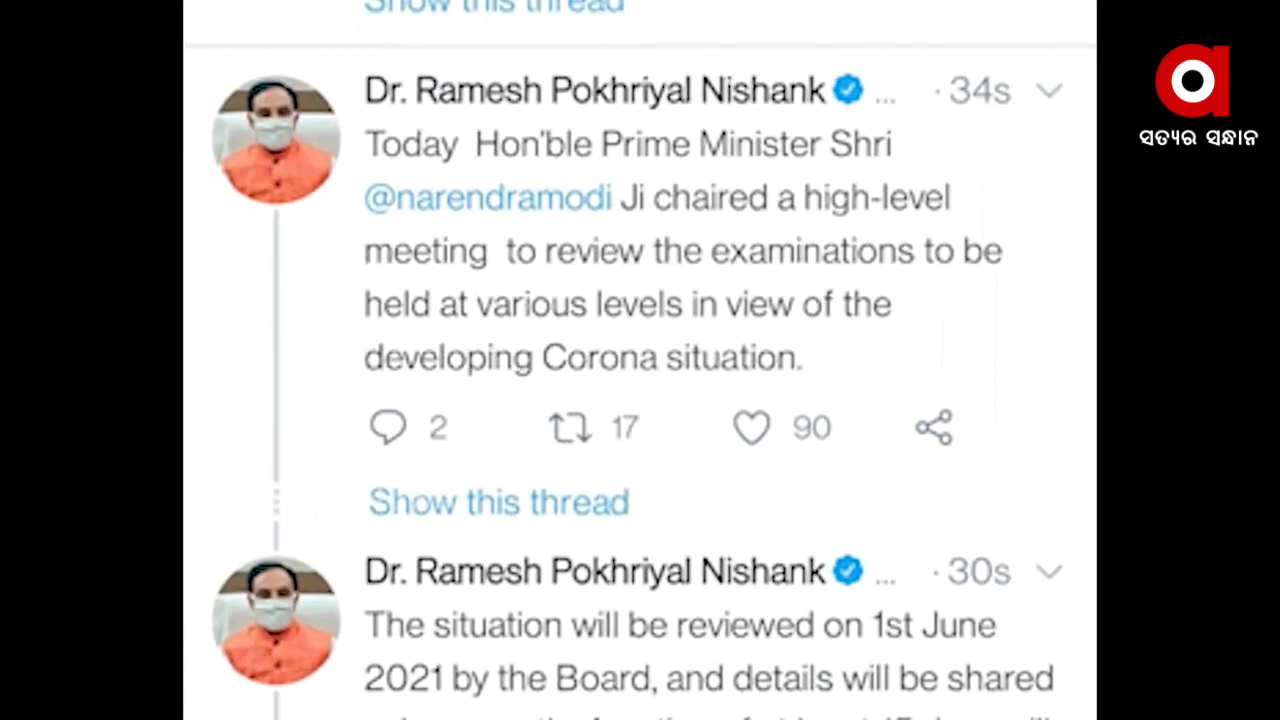 Show this thread
Dr. Ramesh Pokhriyal Nishank ... · 34s
Today Hon'ble Prime Minister Shri
@narendramodi Ji chaired a high-level
meeting to review the examinations to be
held at various levels in view of the
developing Corona situation.
2 17 90
Show this thread
Dr. Ramesh Pokhriyal Nishank ... · 30s
The situation will be reviewed on 1st June
2021 by the Board, and details will be shared
ସତ୍ୟର ସନ୍ଧାନ